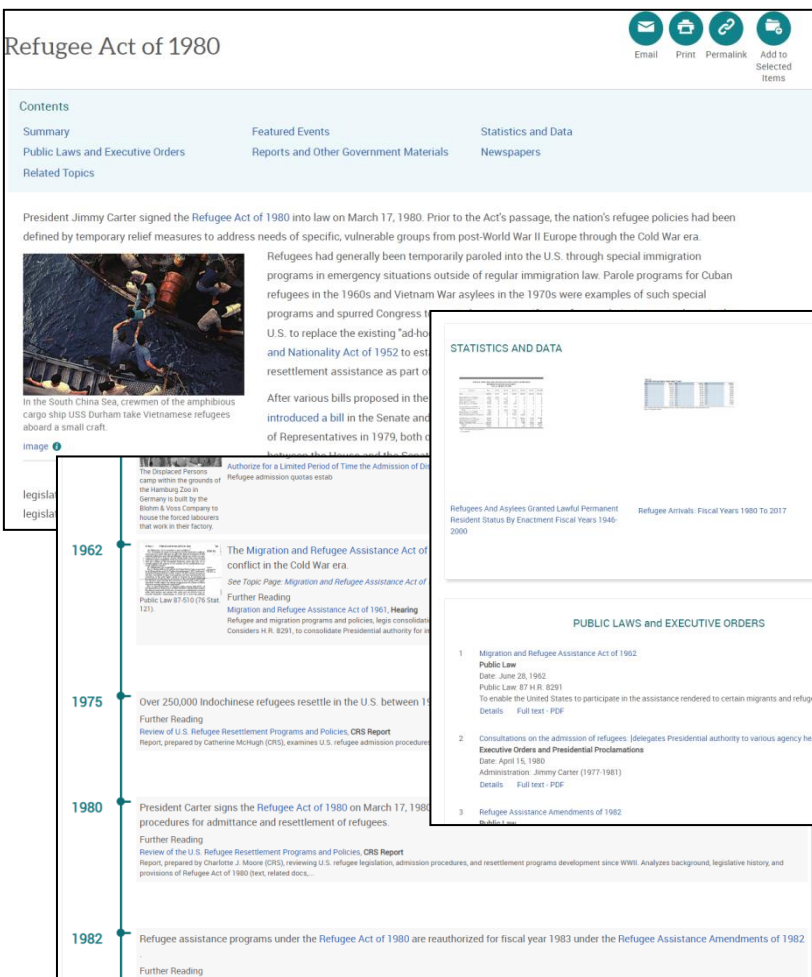 Refugee Act of 1980
Email
Print
Permalink
Add to
Selected
Items
Contents
Summary
Featured Events
Statistics and Data
Public Laws and Executive Orders
Reports and Other Government Materials
Newspapers
Related Topics
President Jimmy Carter signed the Refugee Act of 1980 into law on March 17, 1980. Prior to the Act's passage, the nation's refugee policies had been
defined by temporary relief measures to address needs of specific, vulnerable groups from post-World War II Europe through the Cold War era.
Refugees had generally been temporarily paroled into the U.S. through special immigration
programs in emergency situations outside of regular immigration law. Parole programs for Cuban
refugees in the 1960s and Vietnam War asylees in the 1970s were examples of such special
programs and spurred Congress to
U.S. to replace the existing "ad-hoc
and Nationality Act of 1952 to esta
resettlement assistance as part of
After various bills proposed in the
introduced a bill in the Senate and
of Representatives in 1979, both c
between the House and the Senat
In the South China Sea, crewmen of the amphibious
cargo ship USS Durham take Vietnamese refugees
aboard a small craft.
image
legislat
legislat
The Displaced Persons
camp within the grounds of
the Hamburg Zoo in
Germany is built by the
Blohm & Voss Company to
house the forced labourers
that work in their factory.
Authorize for a Limited Period of Time the Admission of Dis
Refugee admission quotas estab
1962
The Migration and Refugee Assistance Act of
conflict in the Cold War era.
See Topic Page: Migration and Refugee Assistance Act of
Public Law 87-510 (76 Stat.
121).
Further Reading
Migration and Refugee Assistance Act of 1961, Hearing
Refugee and migration programs and policies, legis consolidati
Considers H.R. 8291, to consolidate Presidential authority for
1975
Over 250,000 Indochinese refugees resettle in the U.S. between 19
Further Reading
Review of U.S. Refugee Resettlement Programs and Policies, CRS Report
Report, prepared by Catherine McHugh (CRS), examines U.S. refugee admission procedures
1980
President Carter signs the Refugee Act of 1980 on March 17, 1980
procedures for admittance and resettlement of refugees.
Further Reading
Review of the U.S. Refugee Resettlement Programs and Policies, CRS Report
Report, prepared by Charlotte J. Moore (CRS), reviewing U.S. refugee legislation, admission procedures, and resettlement programs development since WWII. Analyzes background, legislative history, and
provisions of Refugee Act of 1980 (text, related docs,...
1982
Refugee assistance programs under the Refugee Act of 1980 are reauthorized for fiscal year 1983 under the Refugee Assistance Amendments of 1982
.
Further Reading
STATISTICS AND DATA
Refugees And Asylees Granted Lawful Permanent
Resident Status By Enactment Fiscal Years 1946-
2000
Refugee Arrivals: Fiscal Years 1980 To 2017
PUBLIC LAWS and EXECUTIVE ORDERS
1 Migration and Refugee Assistance Act of 1962.
Public Law
Date: June 28, 1962
Public Law: 87 H.R. 8291
To enable the United States to participate in the assistance rendered to certain migrants and refuge
Details Full text - PDF
2 Consultations on the admission of refugees. [delegates Presidential authority to various agency he
Executive Orders and Presidential Proclamations
Date: April 15, 1980
Administration: Jimmy Carter (1977-1981)
Details Full text - PDF
3 Refugee Assistance Amendments of 1982
Public Law